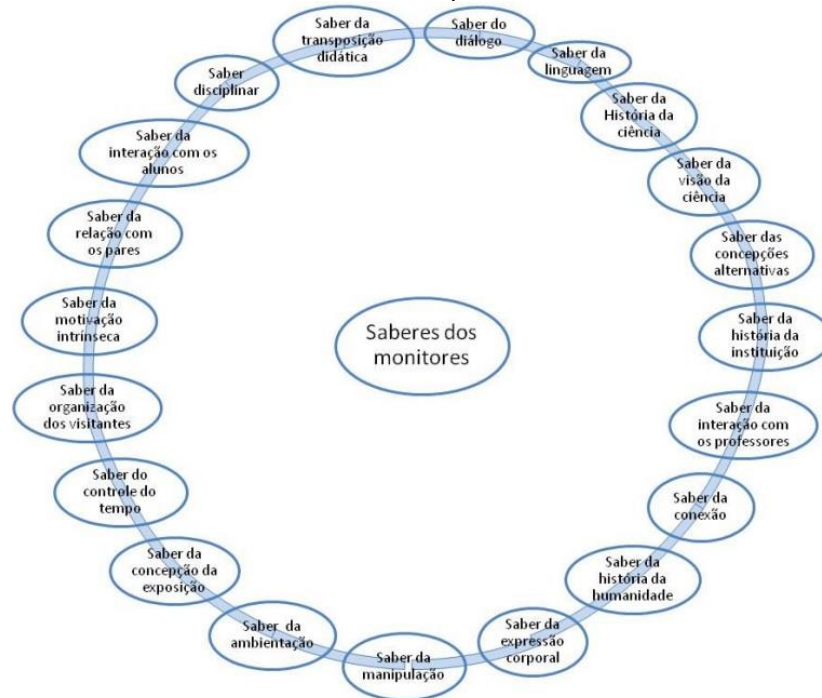 Saber da
transposição
didática
Saber do
diálogo
Saber da
linguagem
Saber da
História da
ciência
Saber da
visão da
ciência
Saber das
concepções
alternativas
Saber da
história da
instituição
Saber da
interação com
os professores
Saber da
conexão
Saber da
história da
humanidade
Saber da
expressão
corporal
Saber da
manipulação
Saber da
ambientação
Saber da
concepção da
exposição
Saber do
controle do
tempo
Saber da
organização
dos visitantes
Saber da
motivação
intrínseca
Saber da
relação com
os pares
Saber da
interação com os
alunos
Saber
disciplinar
Saberes dos
monitores